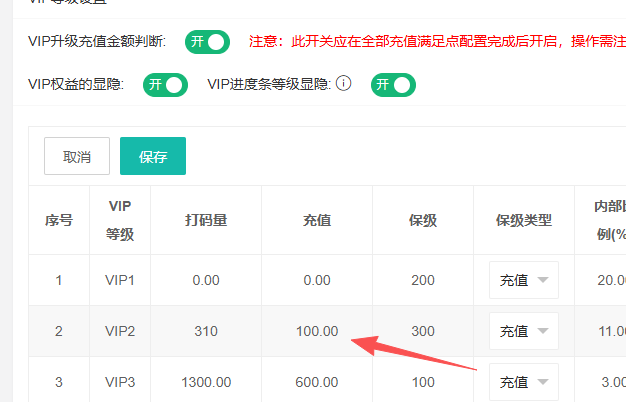 VIP升级充值金额判断: 开 注意：此开关应在全部充值满足点配置完成后开启，操作需注
VIP权益的显隐: 开 VIP进度条等级显隐: 开
取消 保存
序号 VIP等级 打码量 充值 保级 保级类型 内部
例(%
1 VIP1 0.00 0.00 200 充值 20.00
2 VIP2 310 100.00 300 充值 11.00
3 VIP3 1300.00 600.00 100 充值 3.00